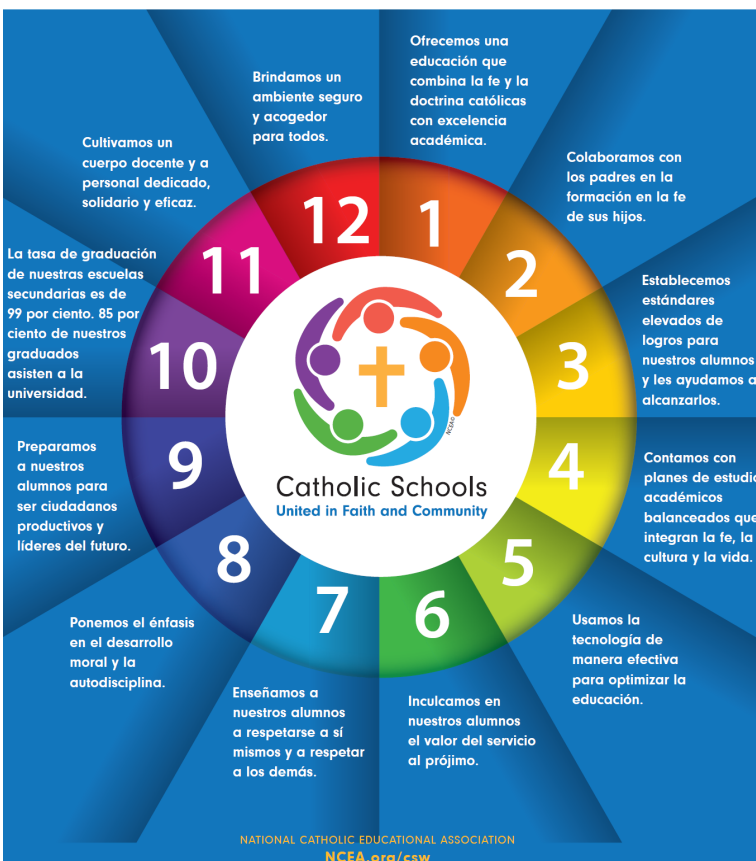 1
Ofrecemos una
educación que
combina la fe y la
doctrina católicas
con excelencia
académica.
2
Colaboramos con
los padres en la
formación en la fe
de sus hijos.
3
Establecemos
estándares
elevados de
logros para
nuestros alumnos
y les ayudamos a
alcanzarlos.
4
Contamos con
planes de estudio
académicos
balanceados que
integran la fe, la
cultura y la vida.
5
Usamos la
tecnología de
manera efectiva
para optimizar la
educación.
6
Inculcamos en
nuestros alumnos
el valor del servicio
al prójimo.
7
Enseñamos a
nuestros alumnos
a respetarse a sí
mismos y a respetar
a los demás.
8
Ponemos el énfasis
en el desarrollo
moral y la
autodisciplina.
9
Preparamos
a nuestros
alumnos para
ser ciudadanos
productivos y
líderes del futuro.
10
La tasa de graduación
de nuestras escuelas
secundarias es de
99 por ciento. 85 por
ciento de nuestros
graduados
asisten a la
universidad.
11
Cultivamos un
cuerpo docente y a
personal dedicado,
solidario y eficaz.
12
Brindamos un
ambiente seguro
y acogedor
para todos.
NCEA©
Catholic Schools
United in Faith and Community
NATIONAL CATHOLIC EDUCATIONAL ASSOCIATION
NCEA.org/csw